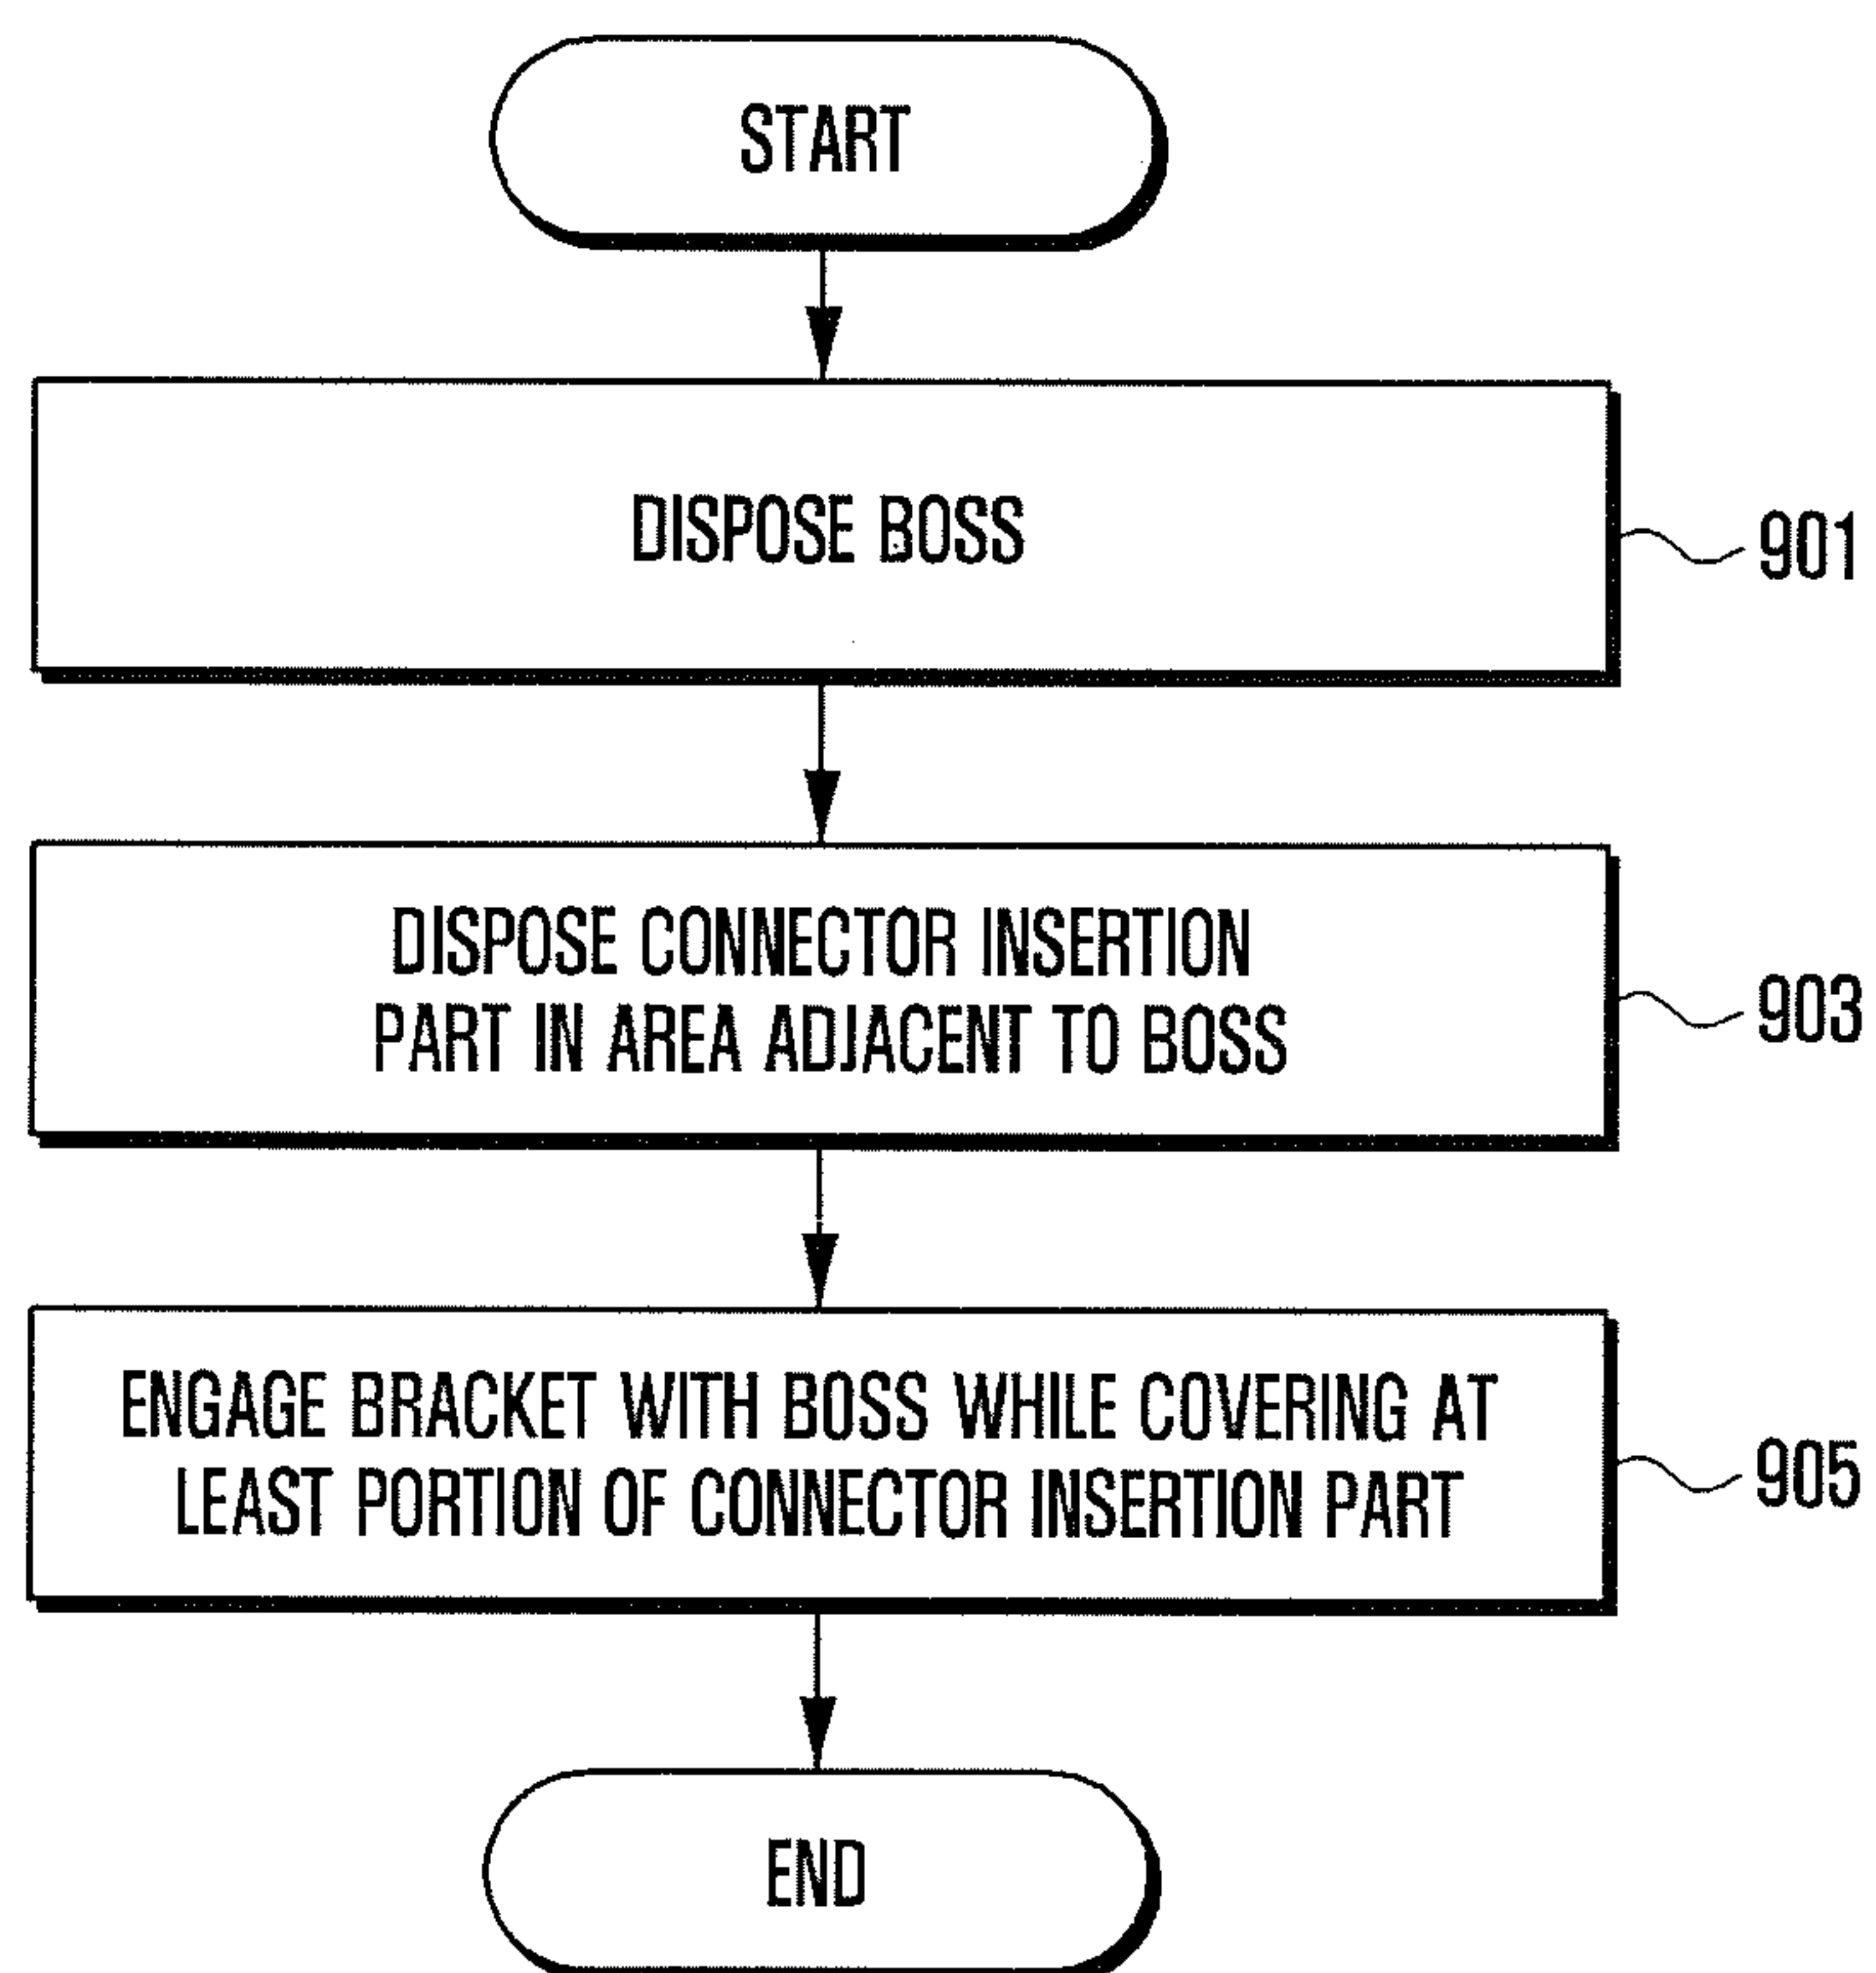 START
DISPOSE BOSS
901
DISPOSE CONNECTOR INSERTION
PART IN AREA ADJACENT TO BOSS
903
ENGAGE BRACKET WITH BOSS WHILE COVERING AT
LEAST PORTION OF CONNECTOR INSERTION PART
905
END